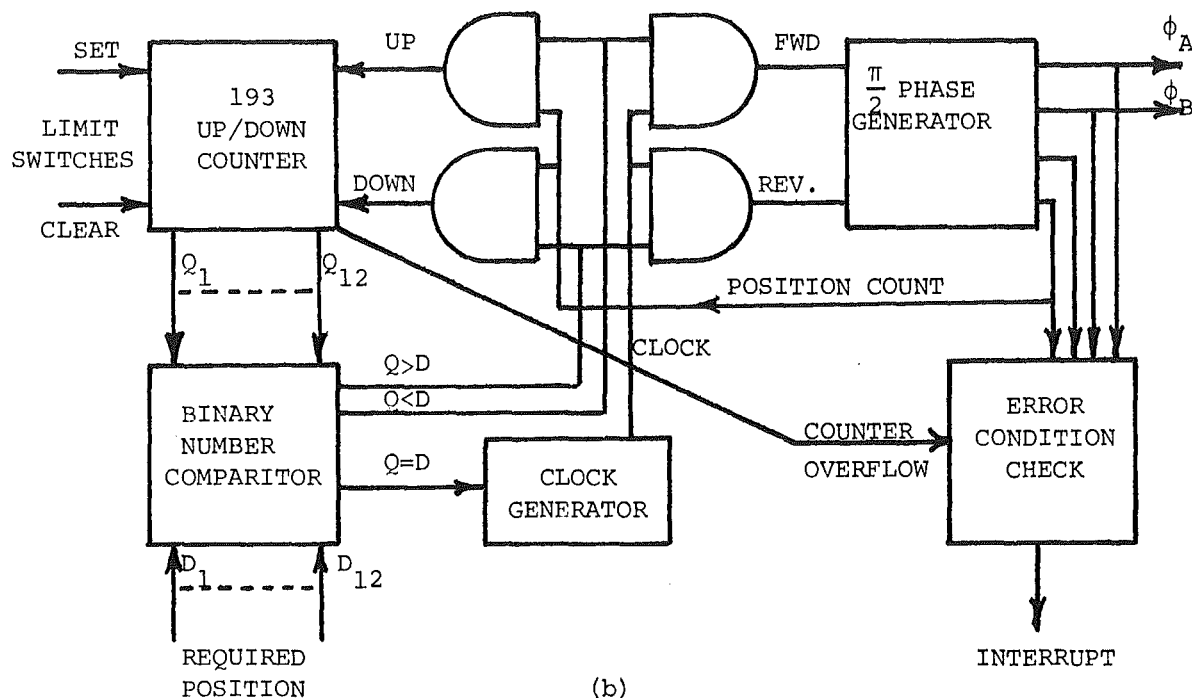 b)
SET
LIMIT
SWITCHES
CLEAR
193
UP/DOWN
COUNTER
UP
DOWN
FWD
REV.
π/2 PHASE
GENERATOR
ϕA
ϕB
Q1
Q12
POSITION COUNT
CLOCK
Q>D
Q<D
Q=D
BINARY
NUMBER
COMPARITOR
CLOCK
GENERATOR
COUNTER
OVERFLOW
ERROR
CONDITION
CHECK
D1
D12
REQUIRED
POSITION
INTERRUPT
(b)